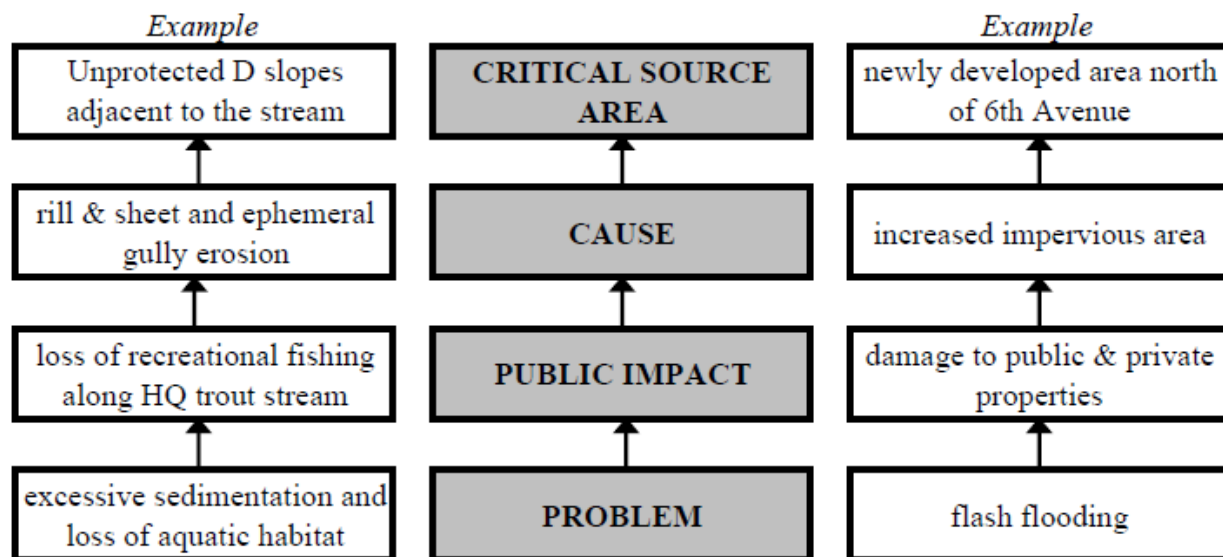 Example
Example
Unprotected D slopes
adjacent to the stream
CRITICAL SOURCE
AREA
newly developed area north
of 6th Avenue
rill & sheet and ephemeral
gully erosion
CAUSE
increased impervious area
loss of recreational fishing
along HQ trout stream
PUBLIC IMPACT
damage to public & private
properties
excessive sedimentation and
loss of aquatic habitat
PROBLEM
flash flooding